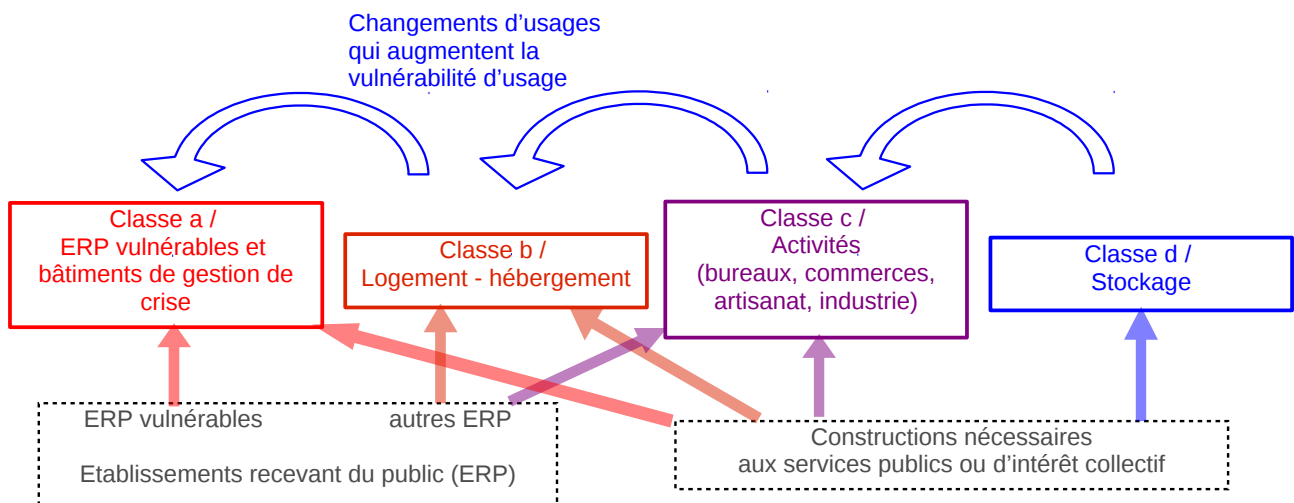 Changements d’usages
qui augmentent la
vulnérabilité d’usage
Classe a /
ERP vulnérables et
bâtiments de gestion de
crise
Classe b /
Logement - hébergement
Classe c /
Activités
(bureaux, commerces,
artisanat, industrie)
Classe d /
Stockage
ERP vulnérables
autres ERP
Etablissements recevant du public (ERP)
Constructions nécessaires
aux services publics ou d’intérêt collectif